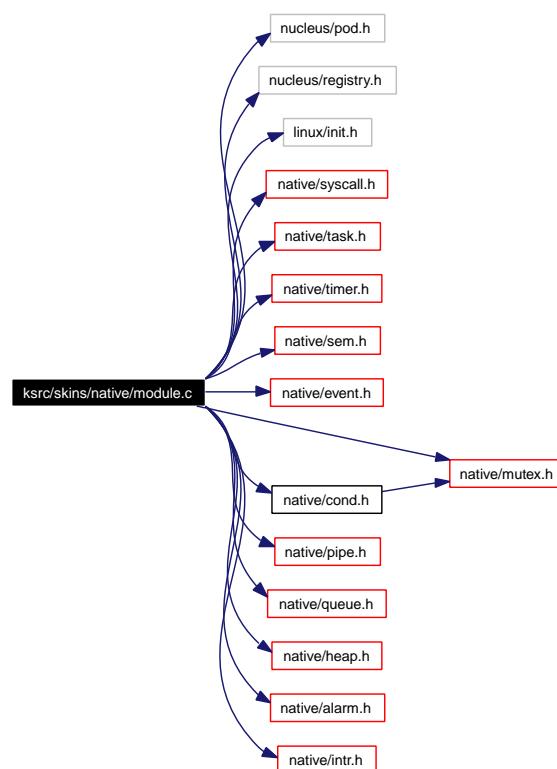 nucleus/pod.h
nucleus/registry.h
linux/init.h
native/syscall.h
native/task.h
native/timer.h
native/sem.h
ksrc/skins/native/module.c
native/event.h
native/mutex.h
native/cond.h
native/pipe.h
native/queue.h
native/heap.h
native/alarm.h
native/intr.h